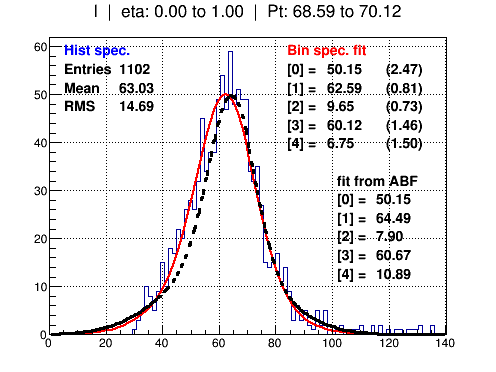 I | eta: 0.00 to 1.00 | Pt: 68.59 to 70.12
Hist spec.
Entries 1102
Mean 63.03
RMS 14.69
Bin spec. fit
[0] = 50.15 (2.47)
[1] = 62.59 (0.81)
[2] = 9.65 (0.73)
[3] = 60.12 (1.46)
[4] = 6.75 (1.50)
fit from ABF
[0] = 50.15
[1] = 64.49
[2] = 7.90
[3] = 60.67
[4] = 10.89
60
50
40
30
20
10
0
0 20 40 60 80 100 120 140